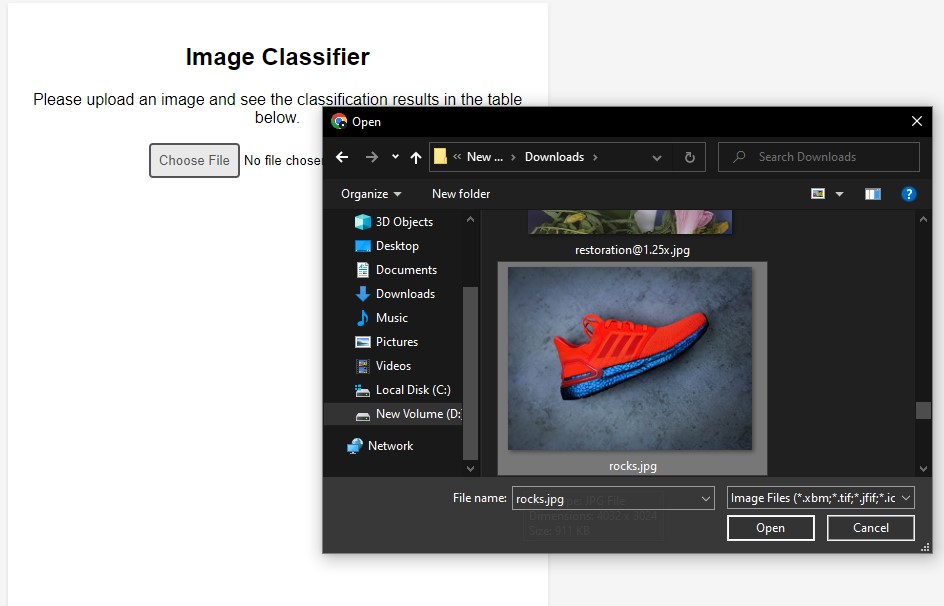 Image Classifier
Please upload an image and see the classification results in the table
below.
Choose File No file chosen
Open
« New ... › Downloads ›
Search Downloads
Organize
New folder
3D Objects
Desktop
Documents
Downloads
Music
Pictures
Videos
Local Disk (C:)
New Volume (D:
Network
restoration@1.25x.jpg
rocks.jpg
File name: rocks.jpg
Image Files (*.xbm;*.tif;*.jfif;*.ic
Type: JPG File
Dimensions: 4032 x 3024
Size: 911 KB
Open
Cancel